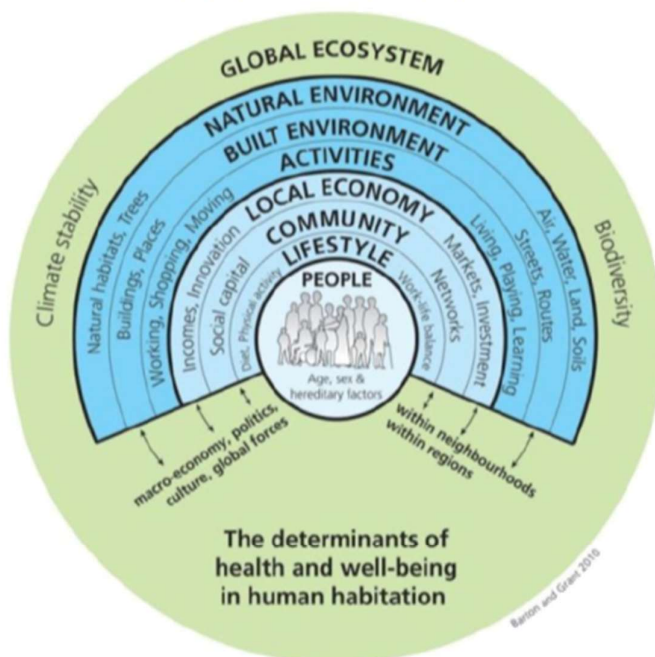 GLOBAL ECOSYSTEM
NATURAL ENVIRONMENT
BUILT ENVIRONMENT
ACTIVITIES
LOCAL ECONOMY
COMMUNITY
LIFESTYLE
PEOPLE
Age, sex &
hereditary factors
Climate stability
Natural habitats, Trees
Buildings, Places
Working, Shopping, Moving
Incomes, Innovation
Social capital
Diet, Physical activity
Work-life balance
Networks
Markets, Investment
Living, Playing, Learning
Streets, Routes
Air, Water, Land, Soils
Biodiversity
macro-economy, politics,
culture, global forces
within neighbourhoods
within regions
The determinants of
health and well-being
in human habitation
Barton and Grant 2010